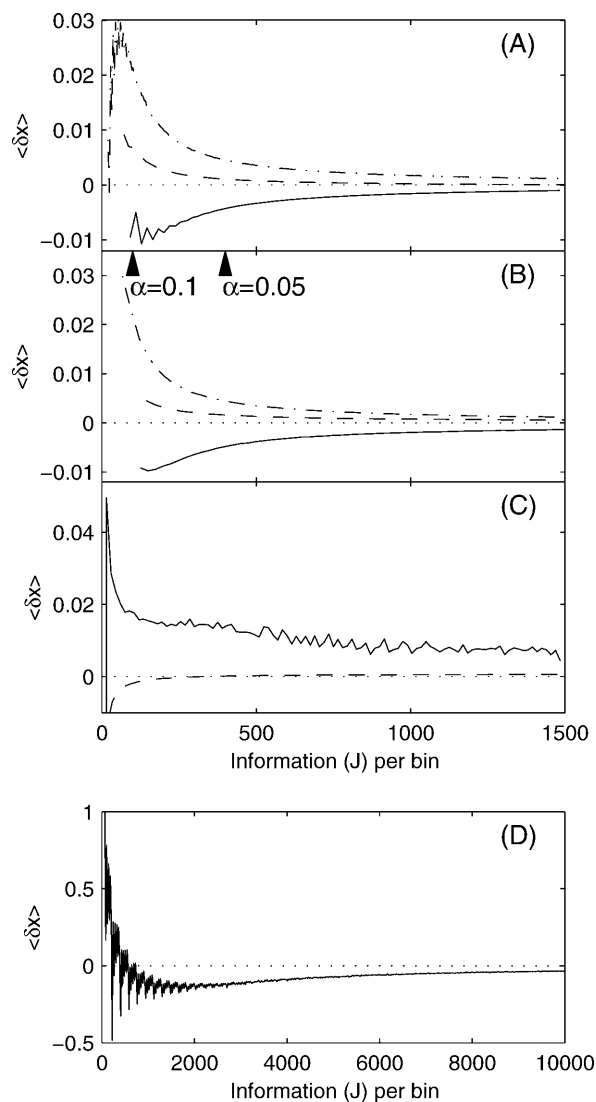 0.03
(A)
0.02
<δx>
0.01
0
−0.01
α=0.1
α=0.05
(B)
0.03
0.02
<δx>
0.01
0
−0.01
(C)
0.04
<δx>
0.02
0
0
500
1000
1500
Information (J) per bin
1
(D)
0.5
<δx>
0
−0.5
0
2000
4000
6000
8000
10000
Information (J) per bin